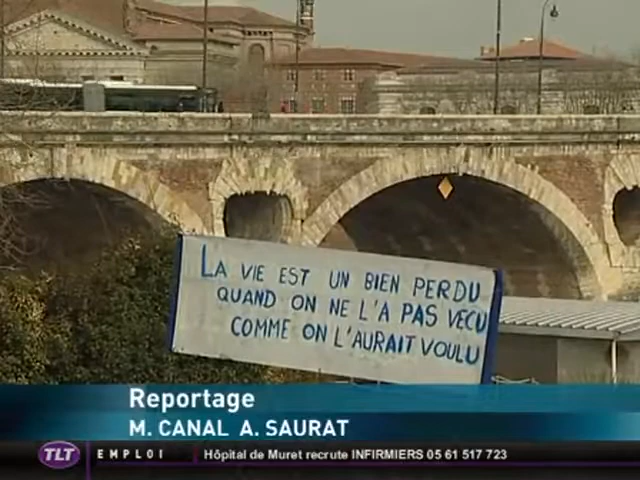 LA VIE EST UN BIEN PERDU
QUAND ON NE L'A PAS VECU
COMME ON L'AURAIT VOULU
Reportage
M. CANAL A. SAURAT
TLT EMPLOI Hôpital de Muret recrute INFIRMIERS 05 61 517 723